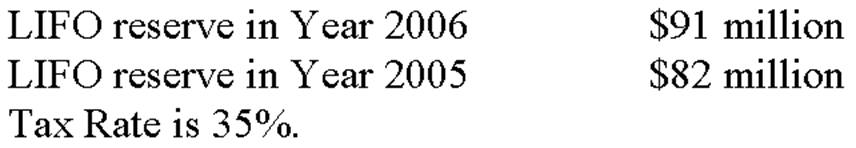 LIFO reserve in Year 2006 $91 million
LIFO reserve in Year 2005 $82 million
Tax Rate is 35%.